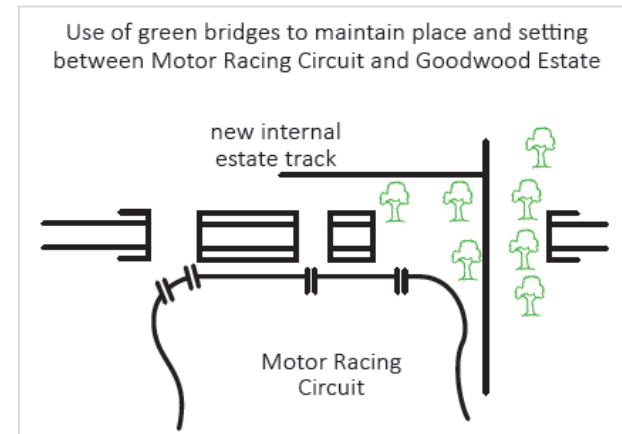 Use of green bridges to maintain place and setting
between Motor Racing Circuit and Goodwood Estate
new internal
estate track
Motor Racing
Circuit